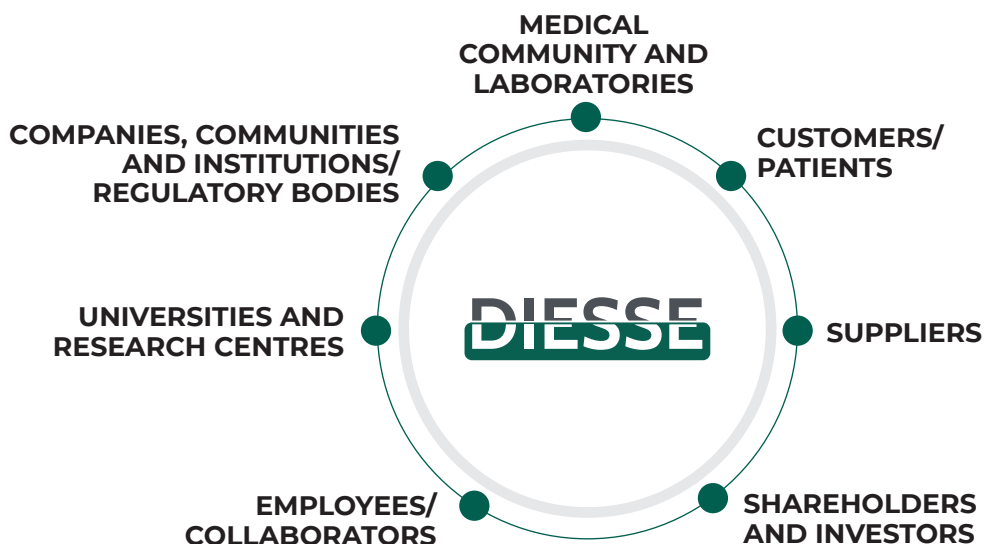 MEDICAL
COMMUNITY AND
LABORATORIES
COMPANIES, COMMUNITIES
AND INSTITUTIONS/
REGULATORY BODIES
CUSTOMERS/
PATIENTS
UNIVERSITIES AND
RESEARCH CENTRES
DIESSE
SUPPLIERS
EMPLOYEES/
COLLABORATORS
SHAREHOLDERS
AND INVESTORS